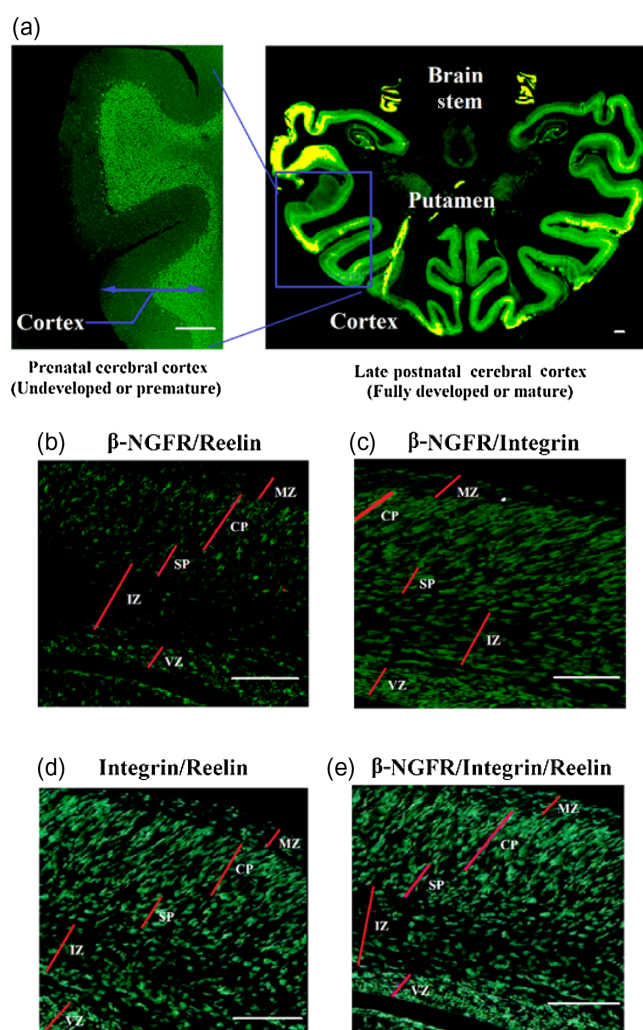 (a)
Brain
stem
Putamen
Cortex
Cortex
Prenatal cerebral cortex
(Undeveloped or premature)
Late postnatal cerebral cortex
(Fully developed or mature)
(b) β-NGFR/Reelin
MZ
CP
SP
IZ
VZ
(c) β-NGFR/Integrin
MZ
CP
SP
IZ
VZ
(d) Integrin/Reelin
MZ
CP
SP
IZ
VZ
(e) β-NGFR/Integrin/Reelin
MZ
CP
SP
IZ
VZ